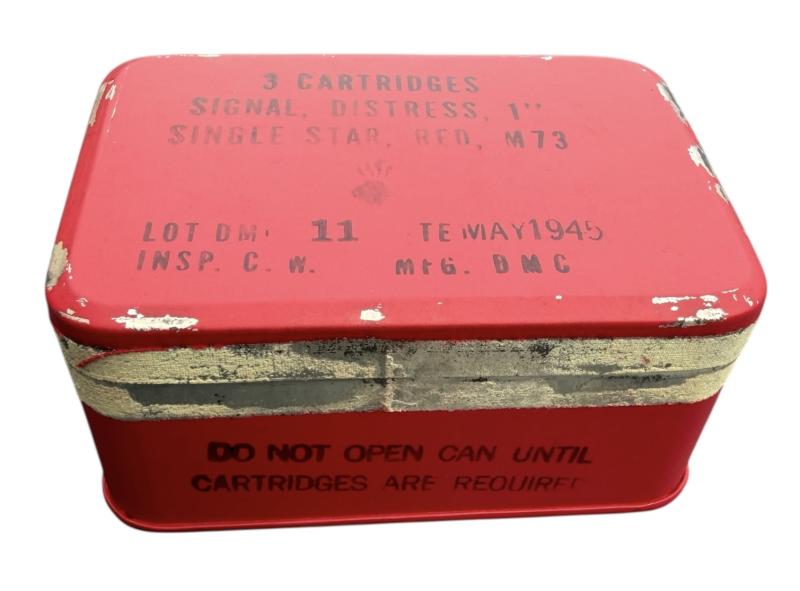 3 CARTRIDGES
SIGNAL, DISTRESS, 1"
SINGLE STAR, RED, M73
LOT DM 11 TE MAY 1945
INSP. C. W. MFG. DMC
DO NOT OPEN CAN UNTIL
CARTRIDGES ARE REQUIRED